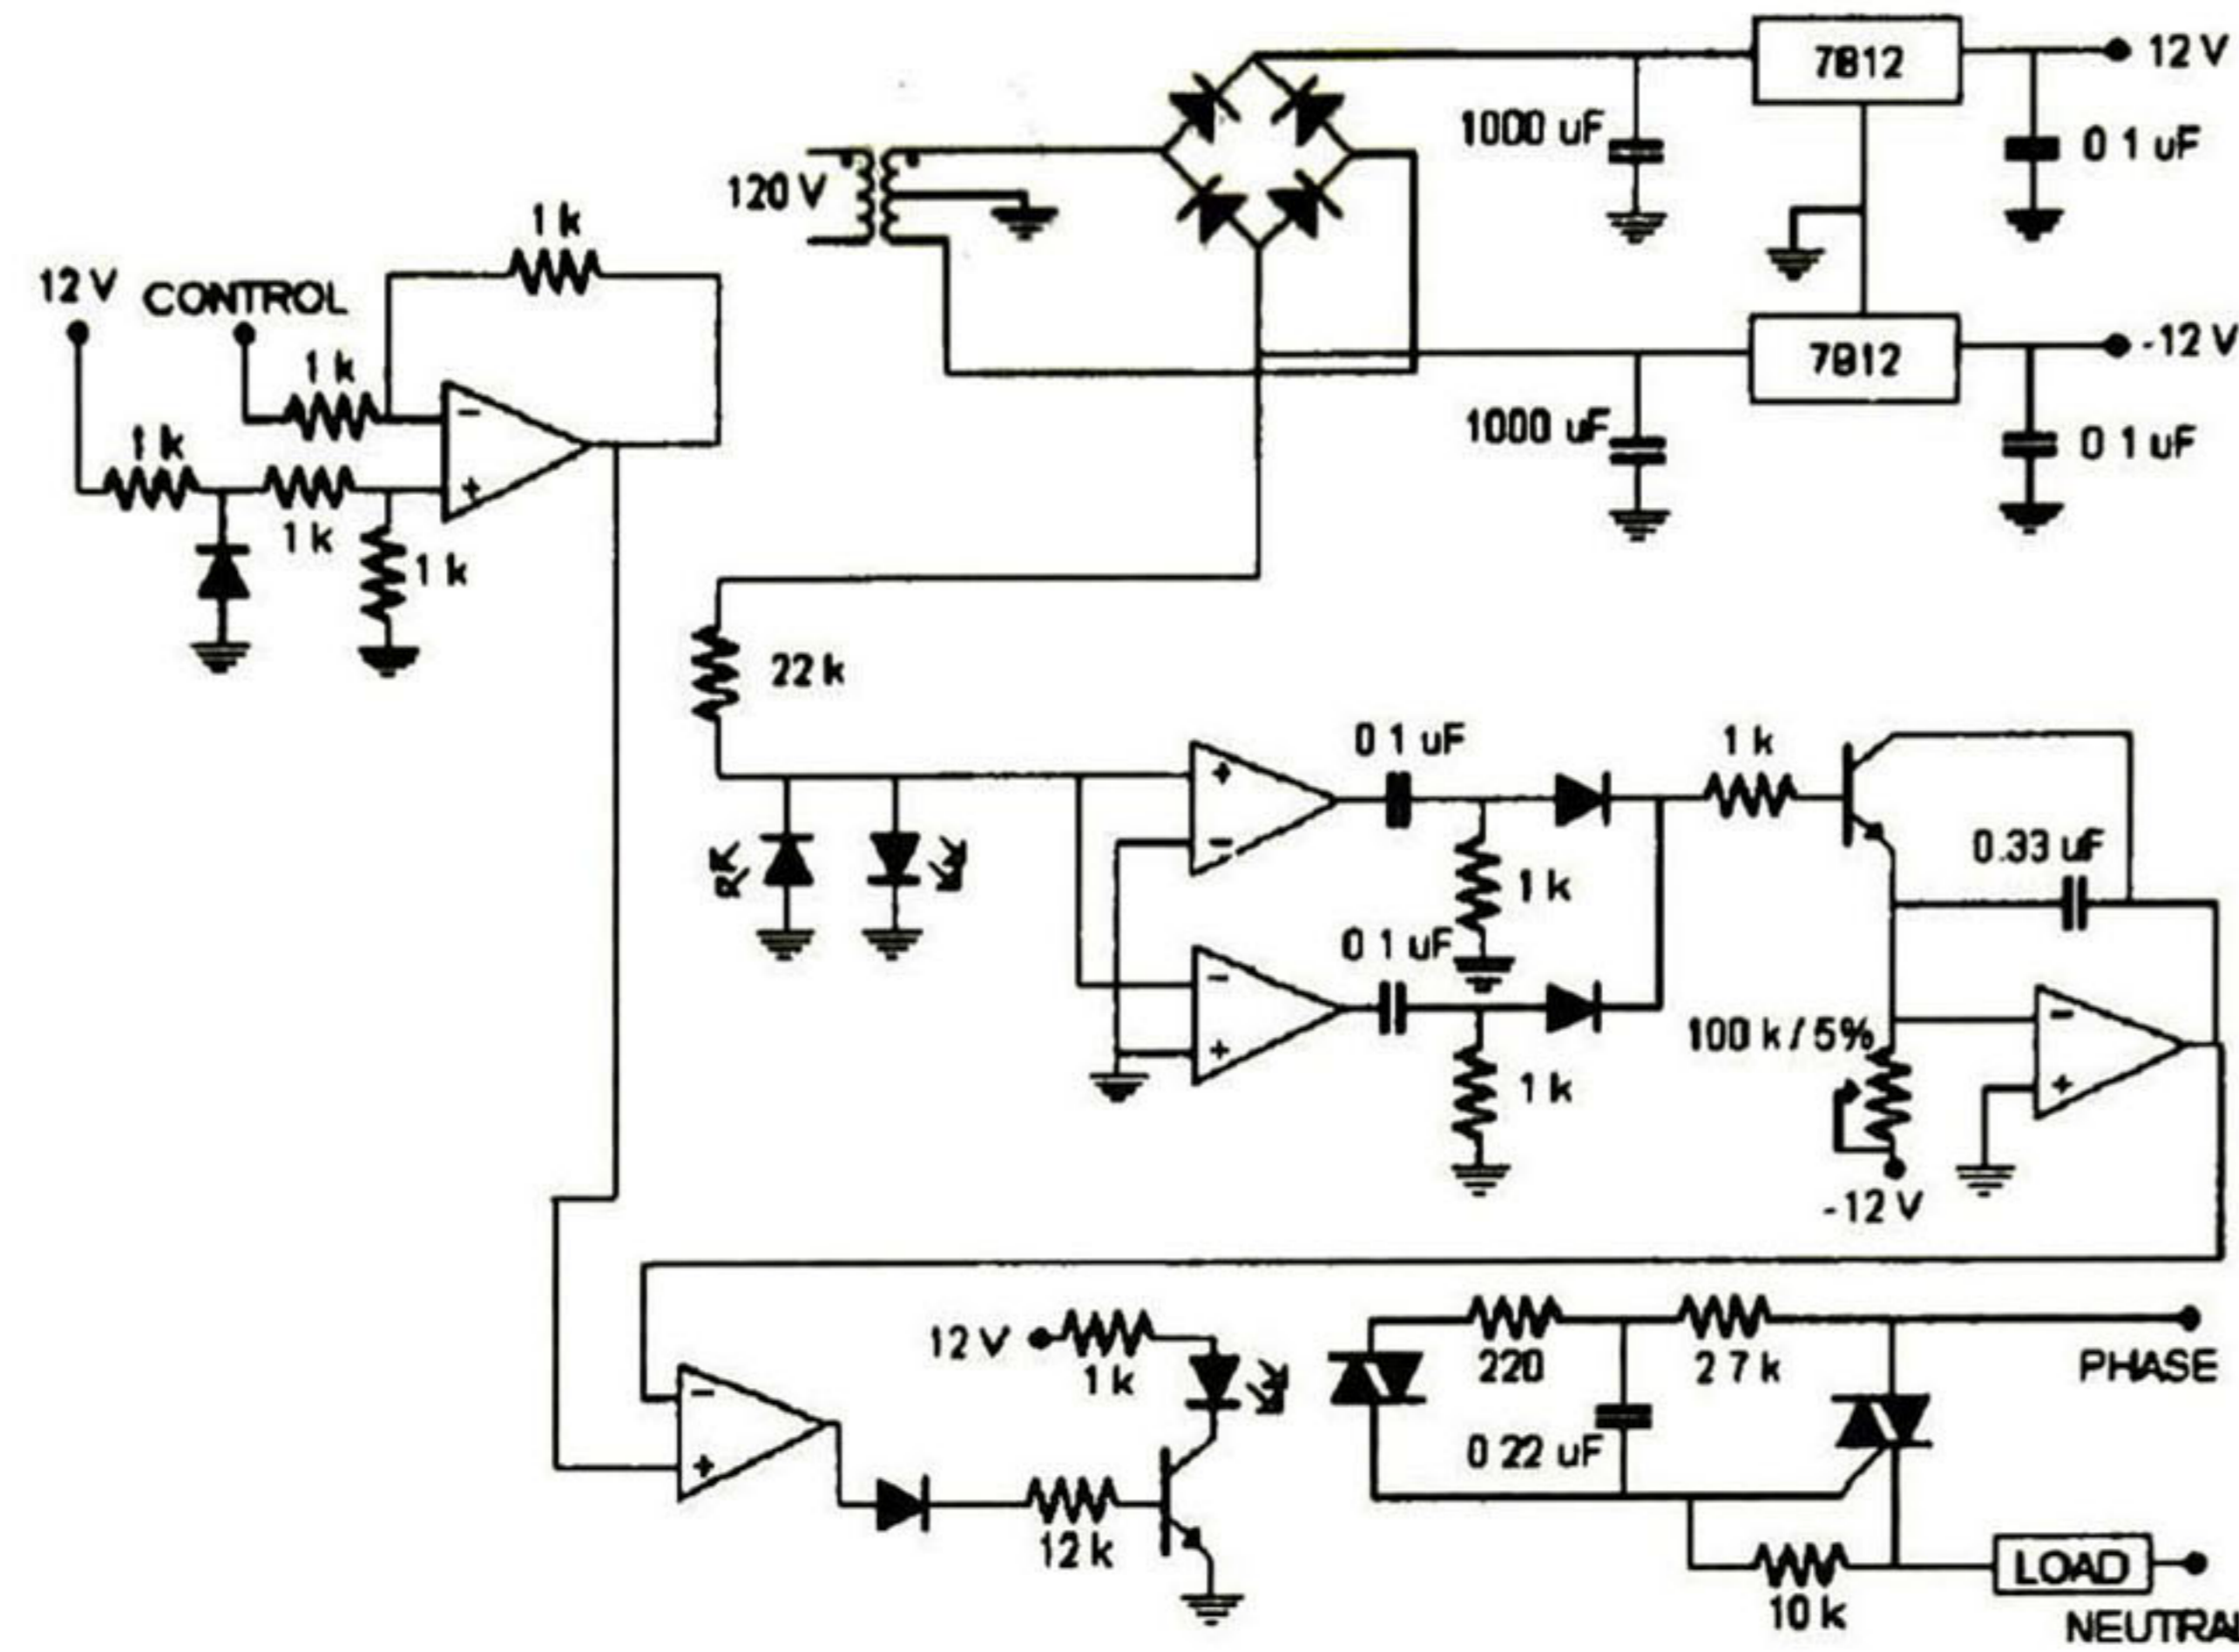 7812
12 V
1000 uF
0 1 uF
120 V
1 k
12 V
CONTROL
7812
-12 V
1 k
1000 uF
0 1 uF
-
1 k
+
1 k
1 k
22 k
0 1 uF
1 k
+
0.33 uF
-
1 k
0 1 uF
-
100 k / 5%
-
+
1 k
+
-12 V
12 V
1 k
220
2 7 k
PHASE
-
+
0 22 uF
12 k
LOAD
10 k
NEUTRA